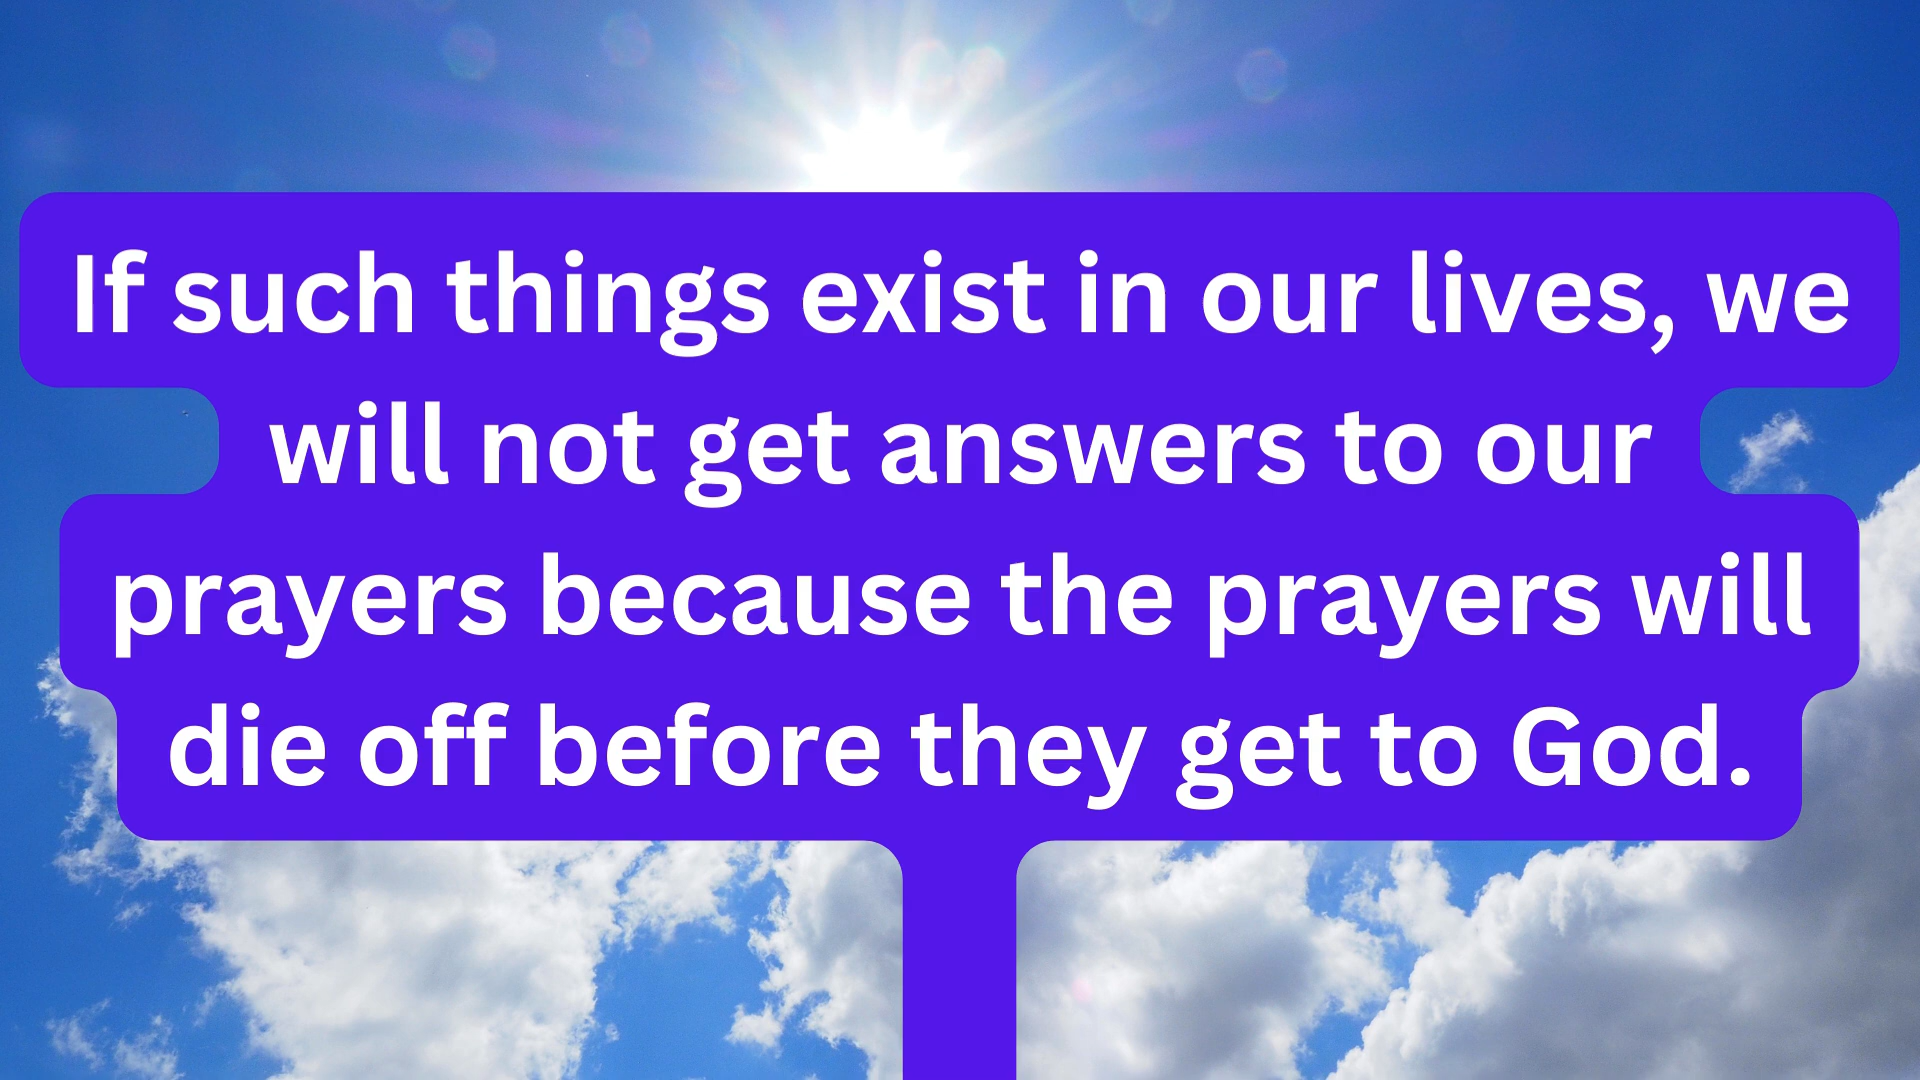 If such things exist in our lives, we
will not get answers to our
prayers because the prayers will
die off before they get to God.